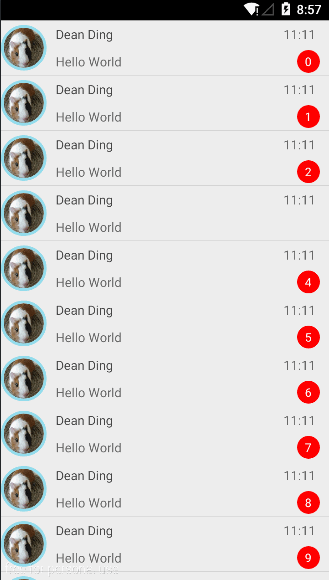 8:57
Dean Ding 11:11
Hello World 0
Dean Ding 11:11
Hello World 1
Dean Ding 11:11
Hello World 2
Dean Ding 11:11
Hello World
Dean Ding 11:11
Hello World 4
Dean Ding 11:11
Hello World 5
Dean Ding 11:11
Hello World 6
Dean Ding 11:11
Hello World 7
Dean Ding 11:11
Hello World 8
Dean Ding 11:11
Hello World 9